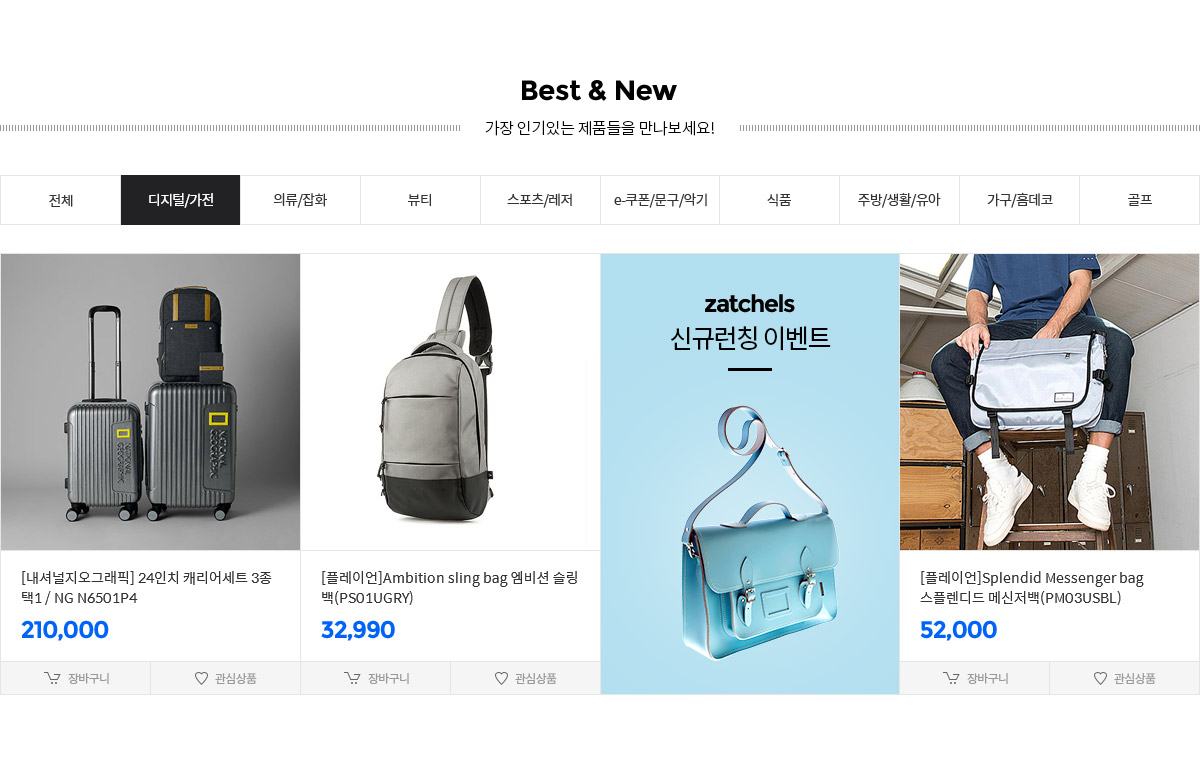 Best & New
가장 인기있는 제품들을 만나보세요!
전체
디지털/가전
의류/잡화
뷰티
스포츠/레저
e-쿠폰/문구/악기
식품
주방/생활/유아
가구/홈데코
골프
[내셔널지오그래픽] 24인치 캐리어세트 3종
택1 / NG N6501P4
210,000
장바구니
관심상품
[플레이언]Ambition sling bag 엠비션 슬링
백(PS01UGRY)
32,990
장바구니
관심상품
zatchels
신규런칭 이벤트
[플레이언]Splendid Messenger bag
스플렌디드 메신저백(PM03USBL)
52,000
장바구니
관심상품